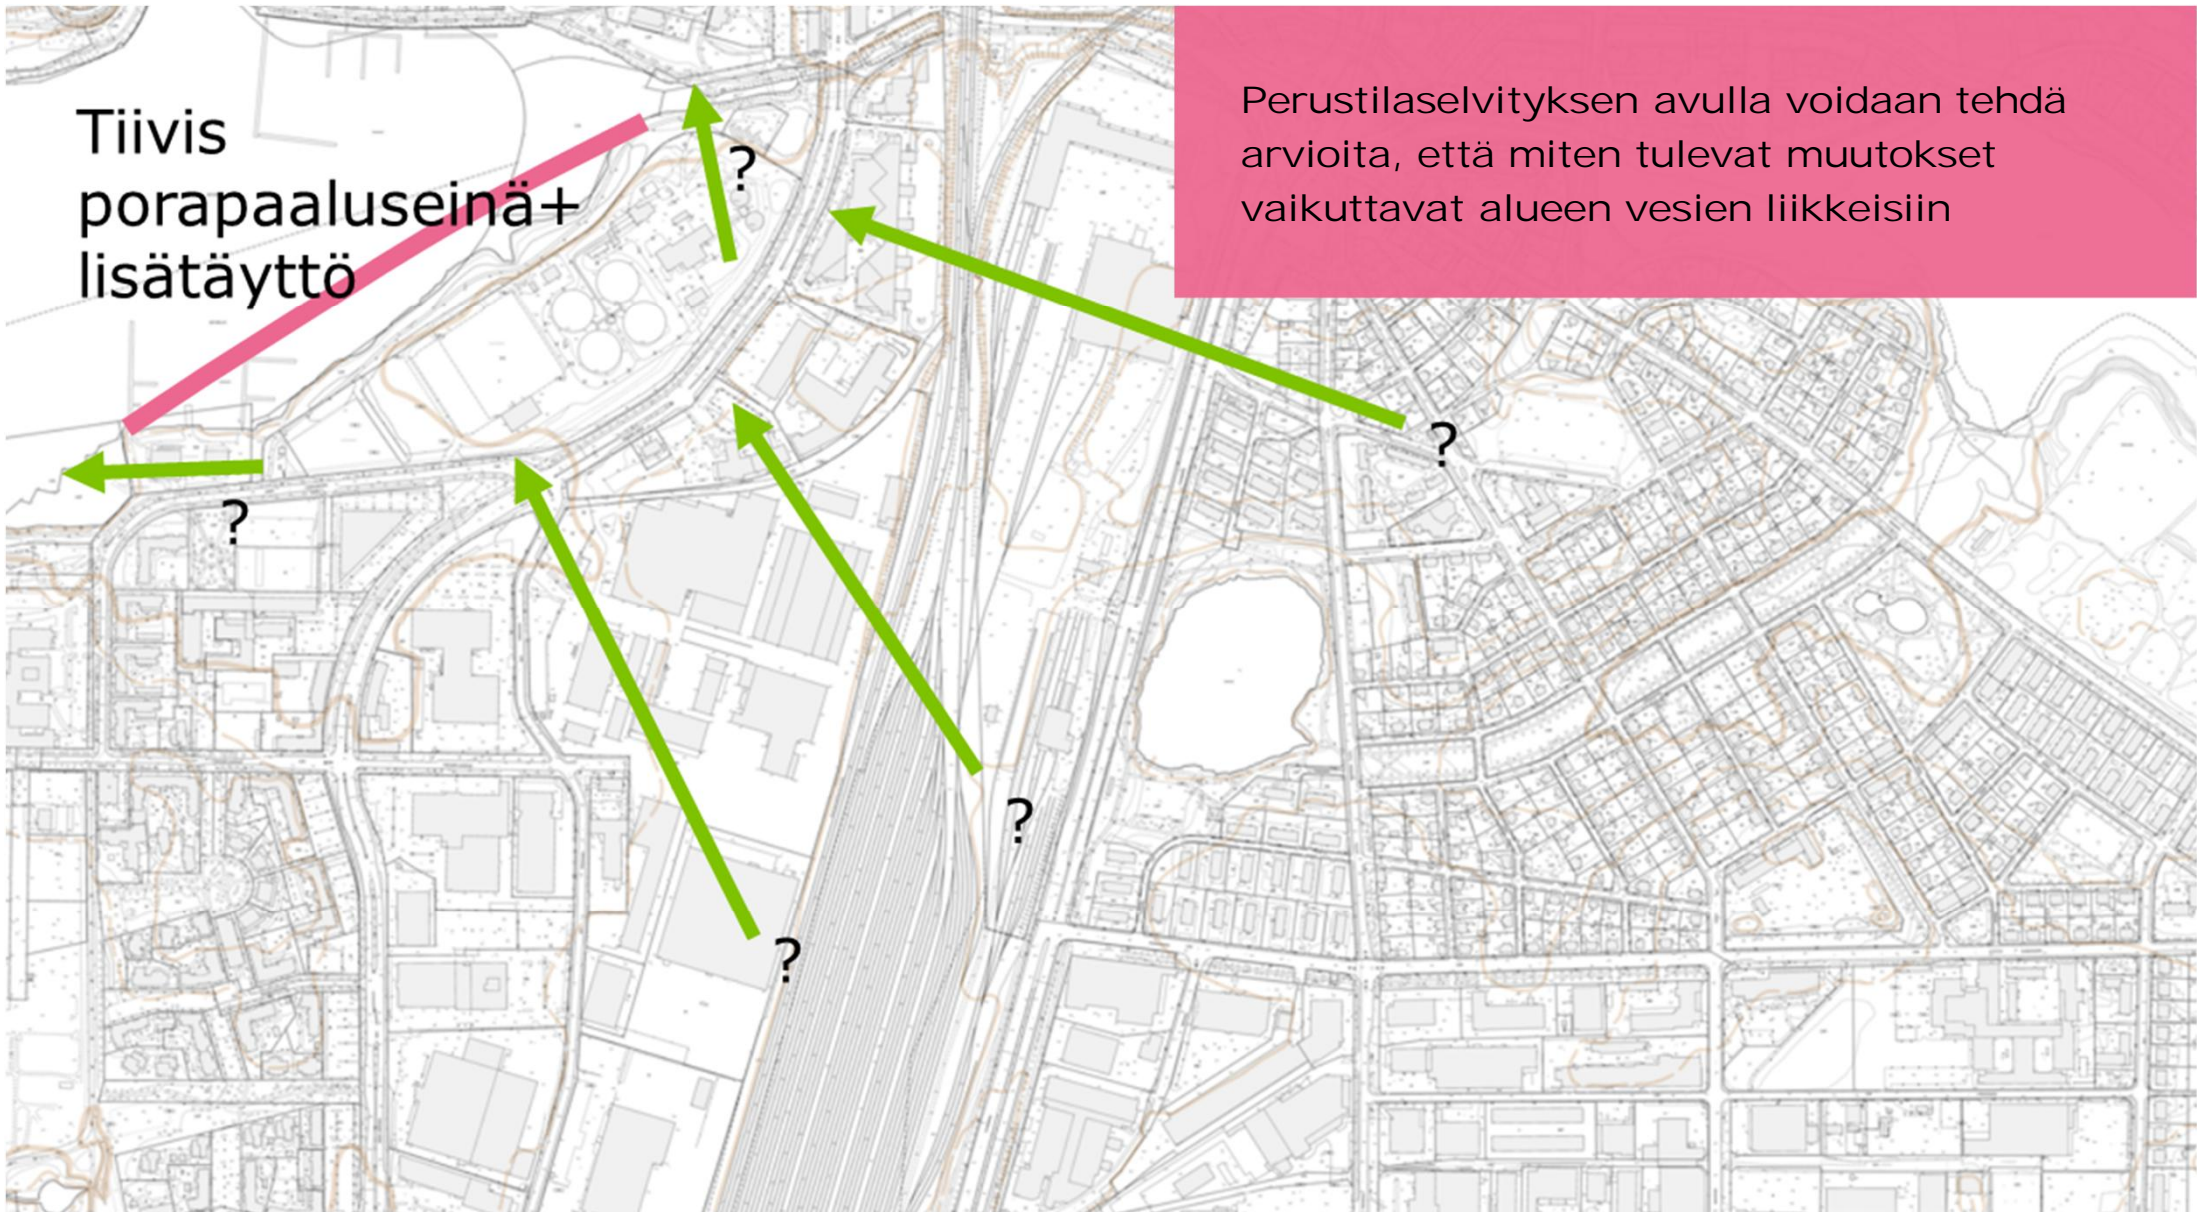 Tiivis
porapaaluseinä+
lisätäyttö
Perustilaselvityksen avulla voidaan tehdä
arvioita, että miten tulevat muutokset
vaikuttavat alueen vesien liikkeisiin
?
?
?
?
?